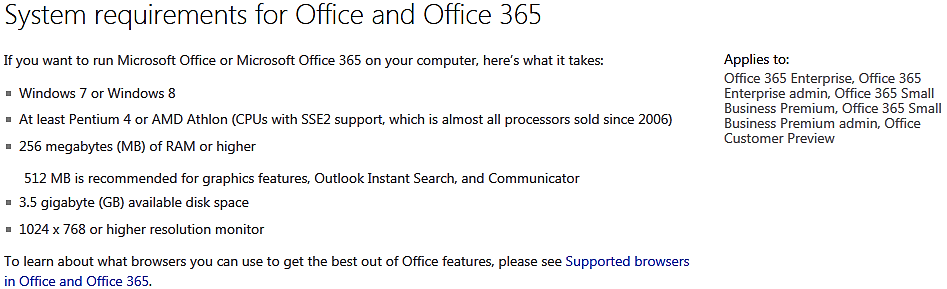 System requirements for Office and Office 365
If you want to run Microsoft Office or Microsoft Office 365 on your computer, here's what it takes:
Windows 7 or Windows 8
At least Pentium 4 or AMD Athlon (CPUs with SSE2 support, which is almost all processors sold since 2006)
256 megabytes (MB) of RAM or higher
512 MB is recommended for graphics features, Outlook Instant Search, and Communicator
3.5 gigabyte (GB) available disk space
1024 x 768 or higher resolution monitor
To learn about what browsers you can use to get the best out of Office features, please see Supported browsers
in Office and Office 365.
Applies to:
Office 365 Enterprise, Office 365
Enterprise admin, Office 365 Small
Business Premium, Office 365 Small
Business Premium admin, Office
Customer Preview